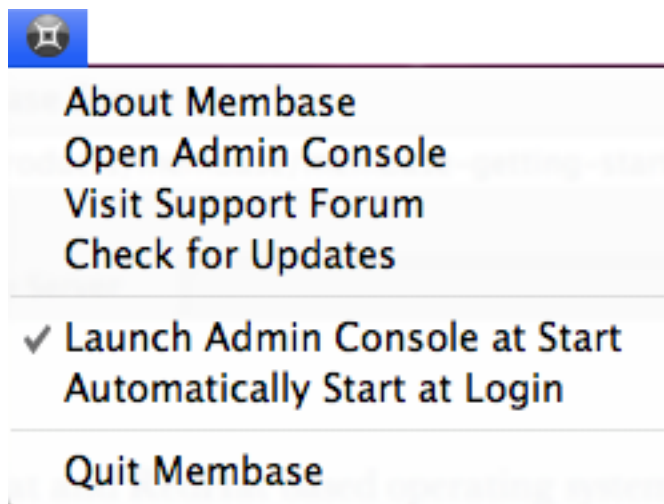 About Membase
Open Admin Console
Visit Support Forum
Check for Updates
Launch Admin Console at Start
Automatically Start at Login
Quit Membase